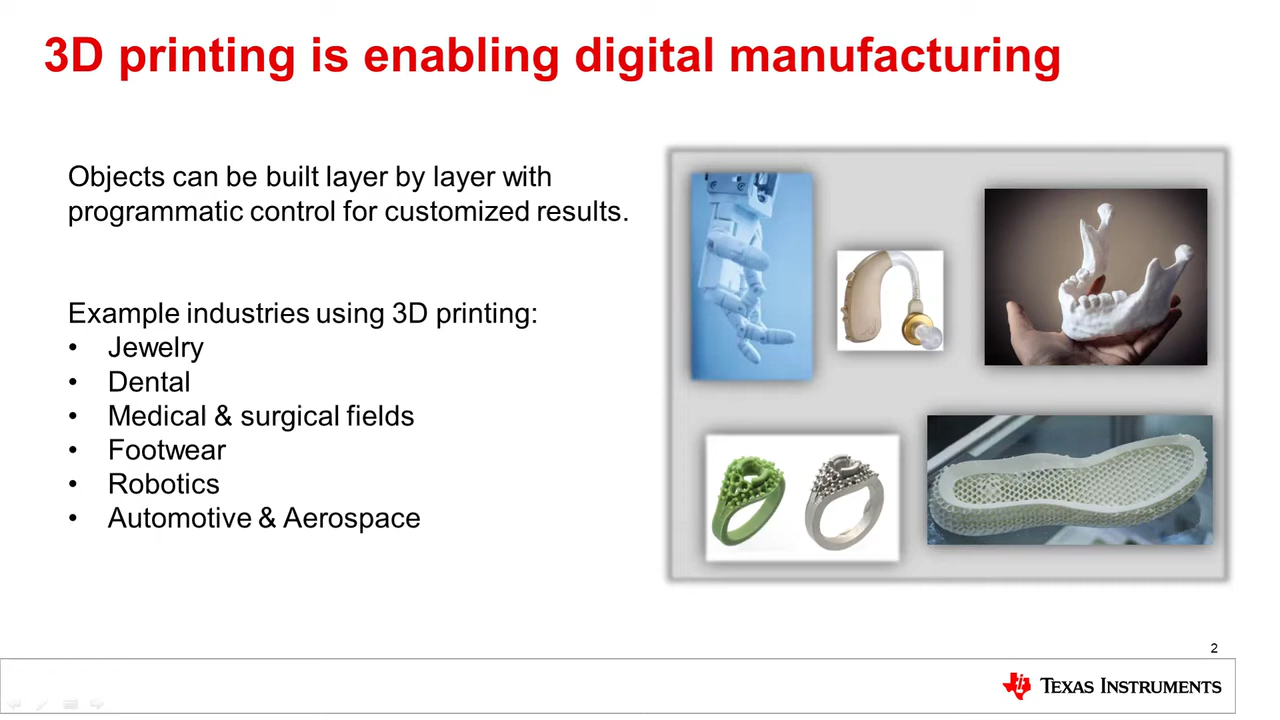 3D printing is enabling digital manufacturing
Objects can be built layer by layer with
programmatic control for customized results.
Example industries using 3D printing:
• Jewelry
• Dental
• Medical & surgical fields
• Footwear
• Robotics
• Automotive & Aerospace
2
TEXAS INSTRUMENTS